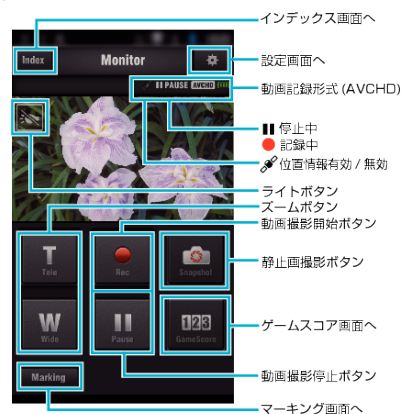 インデックス画面へ
Index
Monitor
設定画面へ
PAUSE AVCHD
動画記録形式 (AVCHD)
停止中
記録中
位置情報有効 / 無効
ライトボタン
ズームボタン
動画撮影開始ボタン
T
Tele
Rec
Snapshot
静止画撮影ボタン
W
Wide
Pause
123
GameScore
ゲームスコア画面へ
Marking
動画撮影停止ボタン
マーキング画面へ